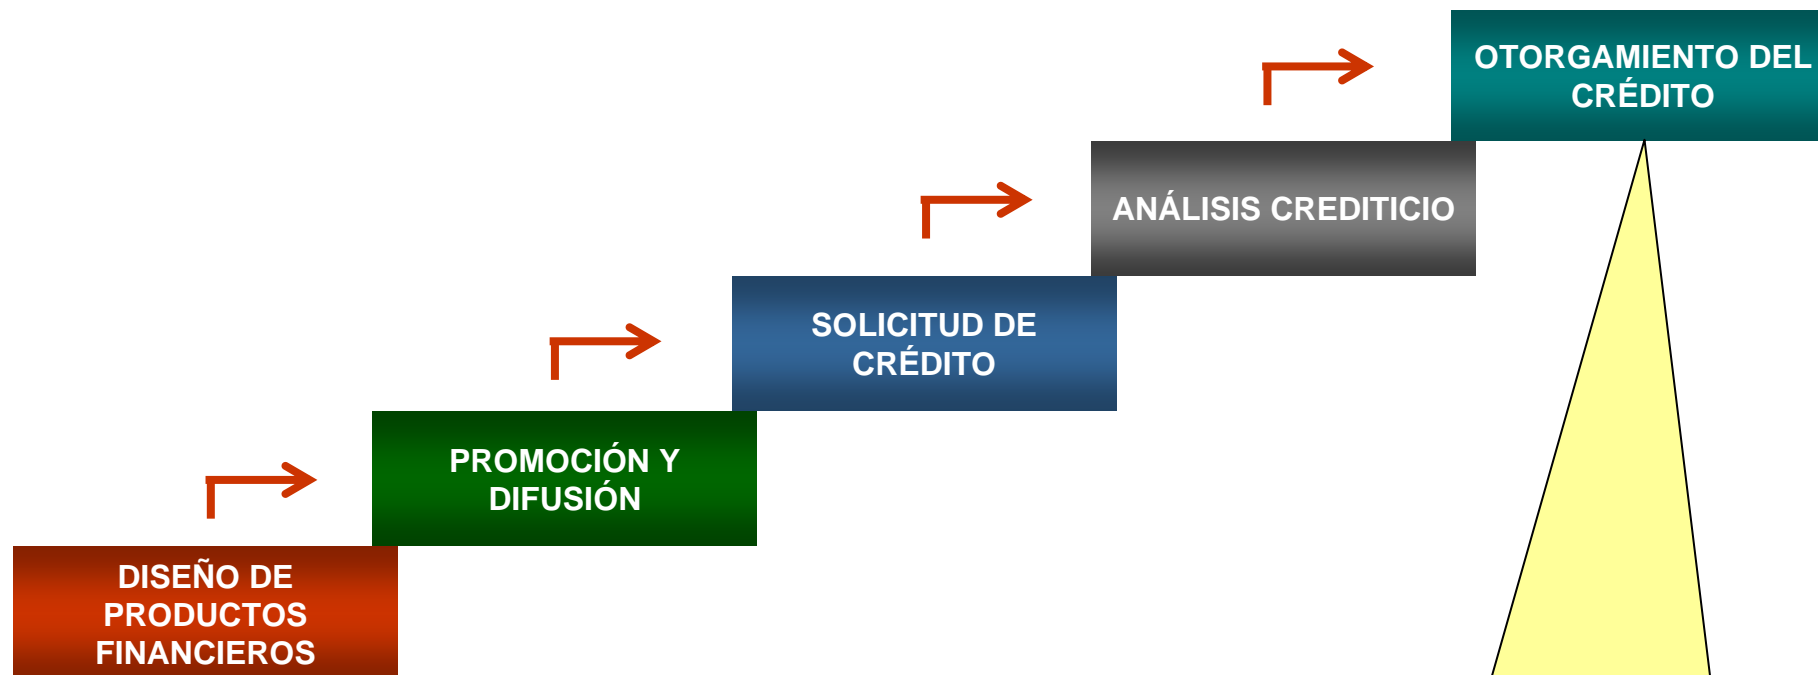 OTORGAMIENTO DEL
CRÉDITO
ANÁLISIS CREDITICIO
SOLICITUD DE
CRÉDITO
PROMOCIÓN Y
DIFUSIÓN
DISEÑO DE
PRODUCTOS
FINANCIEROS